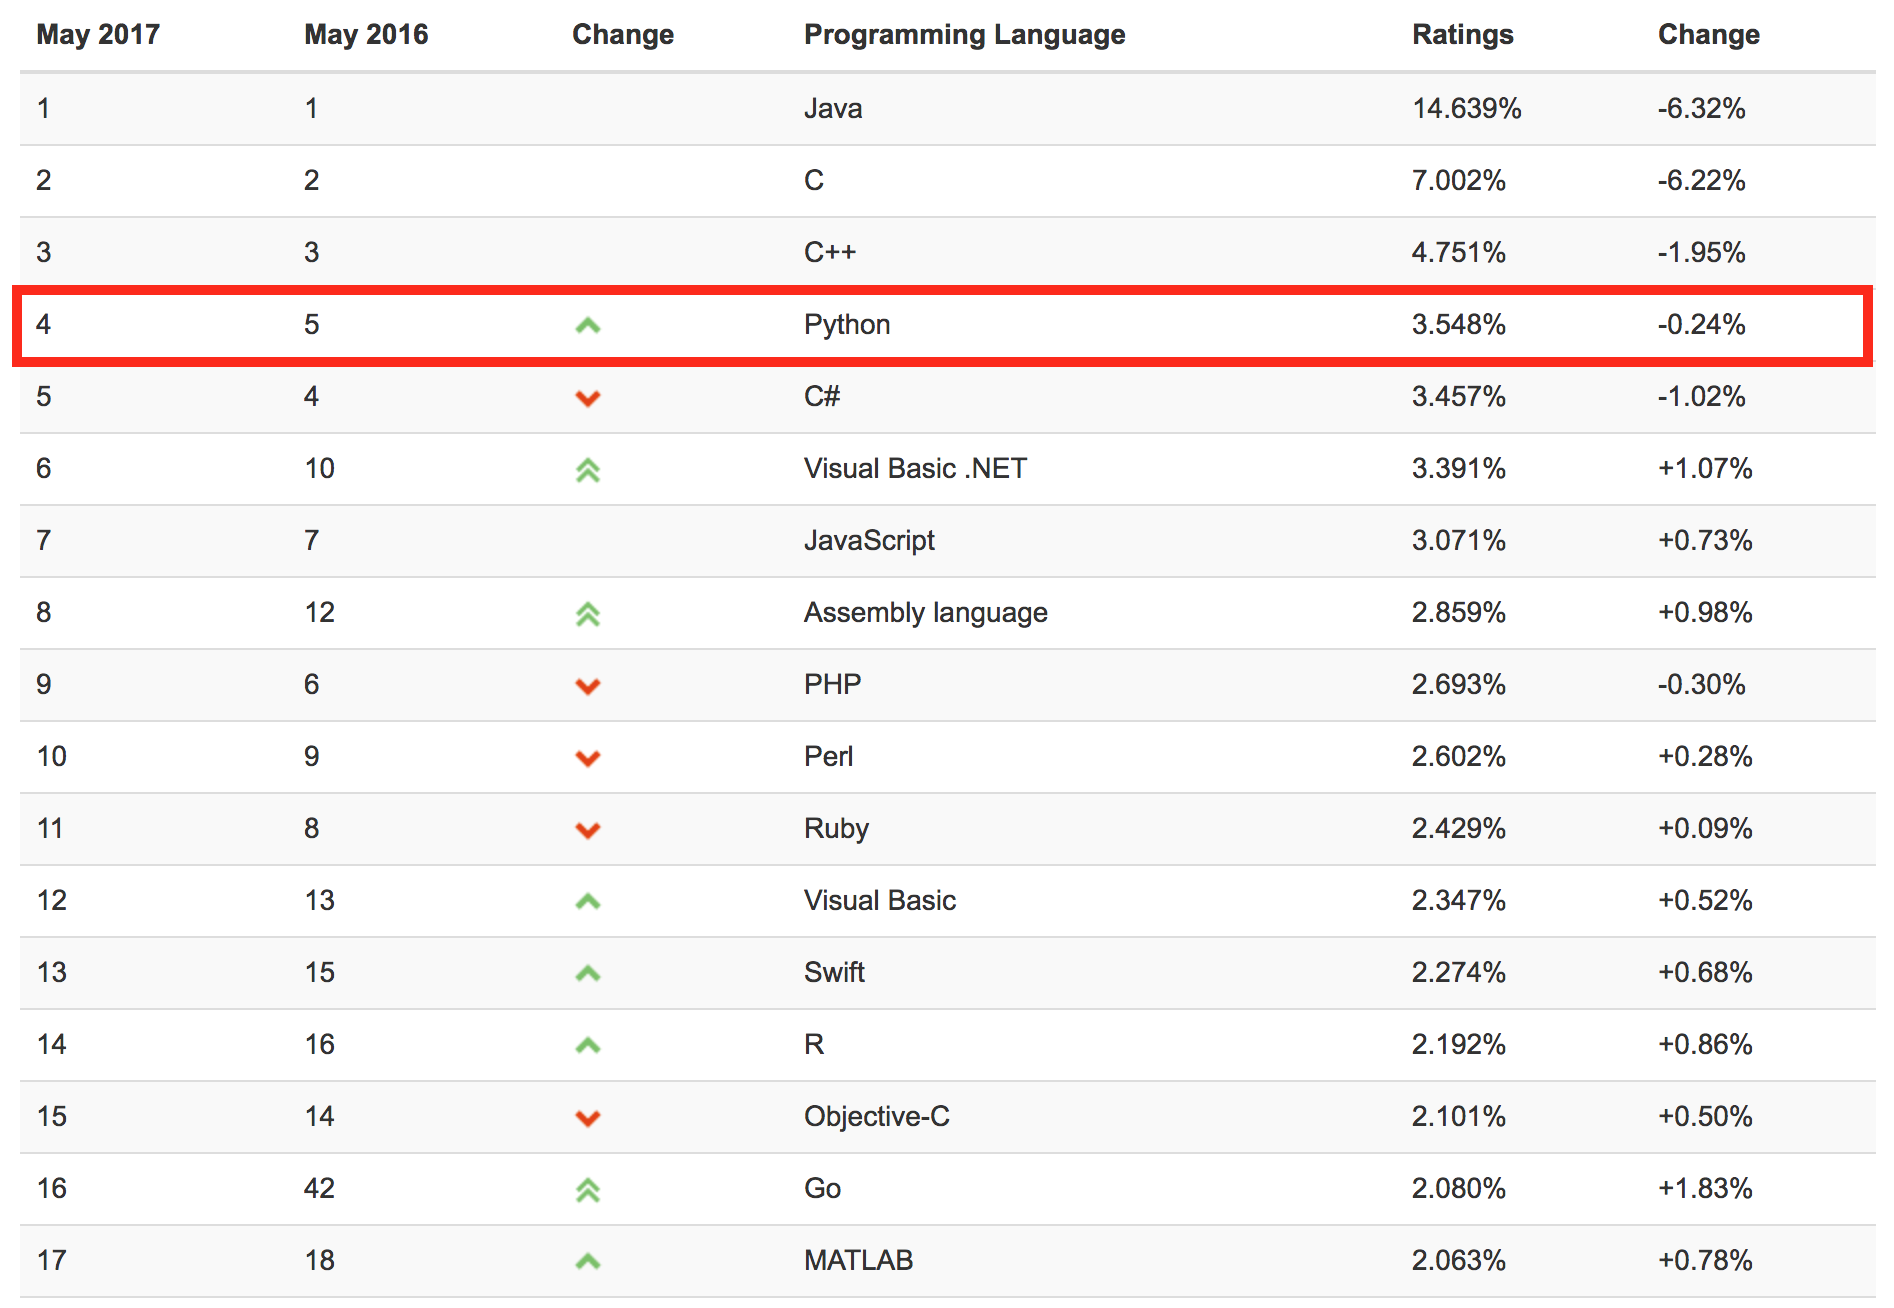 May 2017 May 2016 Change Programming Language Ratings Change
1 1 Java 14.639% -6.32%
2 2 C 7.002% -6.22%
3 3 C++ 4.751% -1.95%
4 5 Python 3.548% -0.24%
5 4 C# 3.457% -1.02%
6 10 Visual Basic .NET 3.391% +1.07%
7 7 JavaScript 3.071% +0.73%
8 12 Assembly language 2.859% +0.98%
9 6 PHP 2.693% -0.30%
10 9 Perl 2.602% +0.28%
11 8 Ruby 2.429% +0.09%
12 13 Visual Basic 2.347% +0.52%
13 15 Swift 2.274% +0.68%
14 16 R 2.192% +0.86%
15 14 Objective-C 2.101% +0.50%
16 42 Go 2.080% +1.83%
17 18 MATLAB 2.063% +0.78%